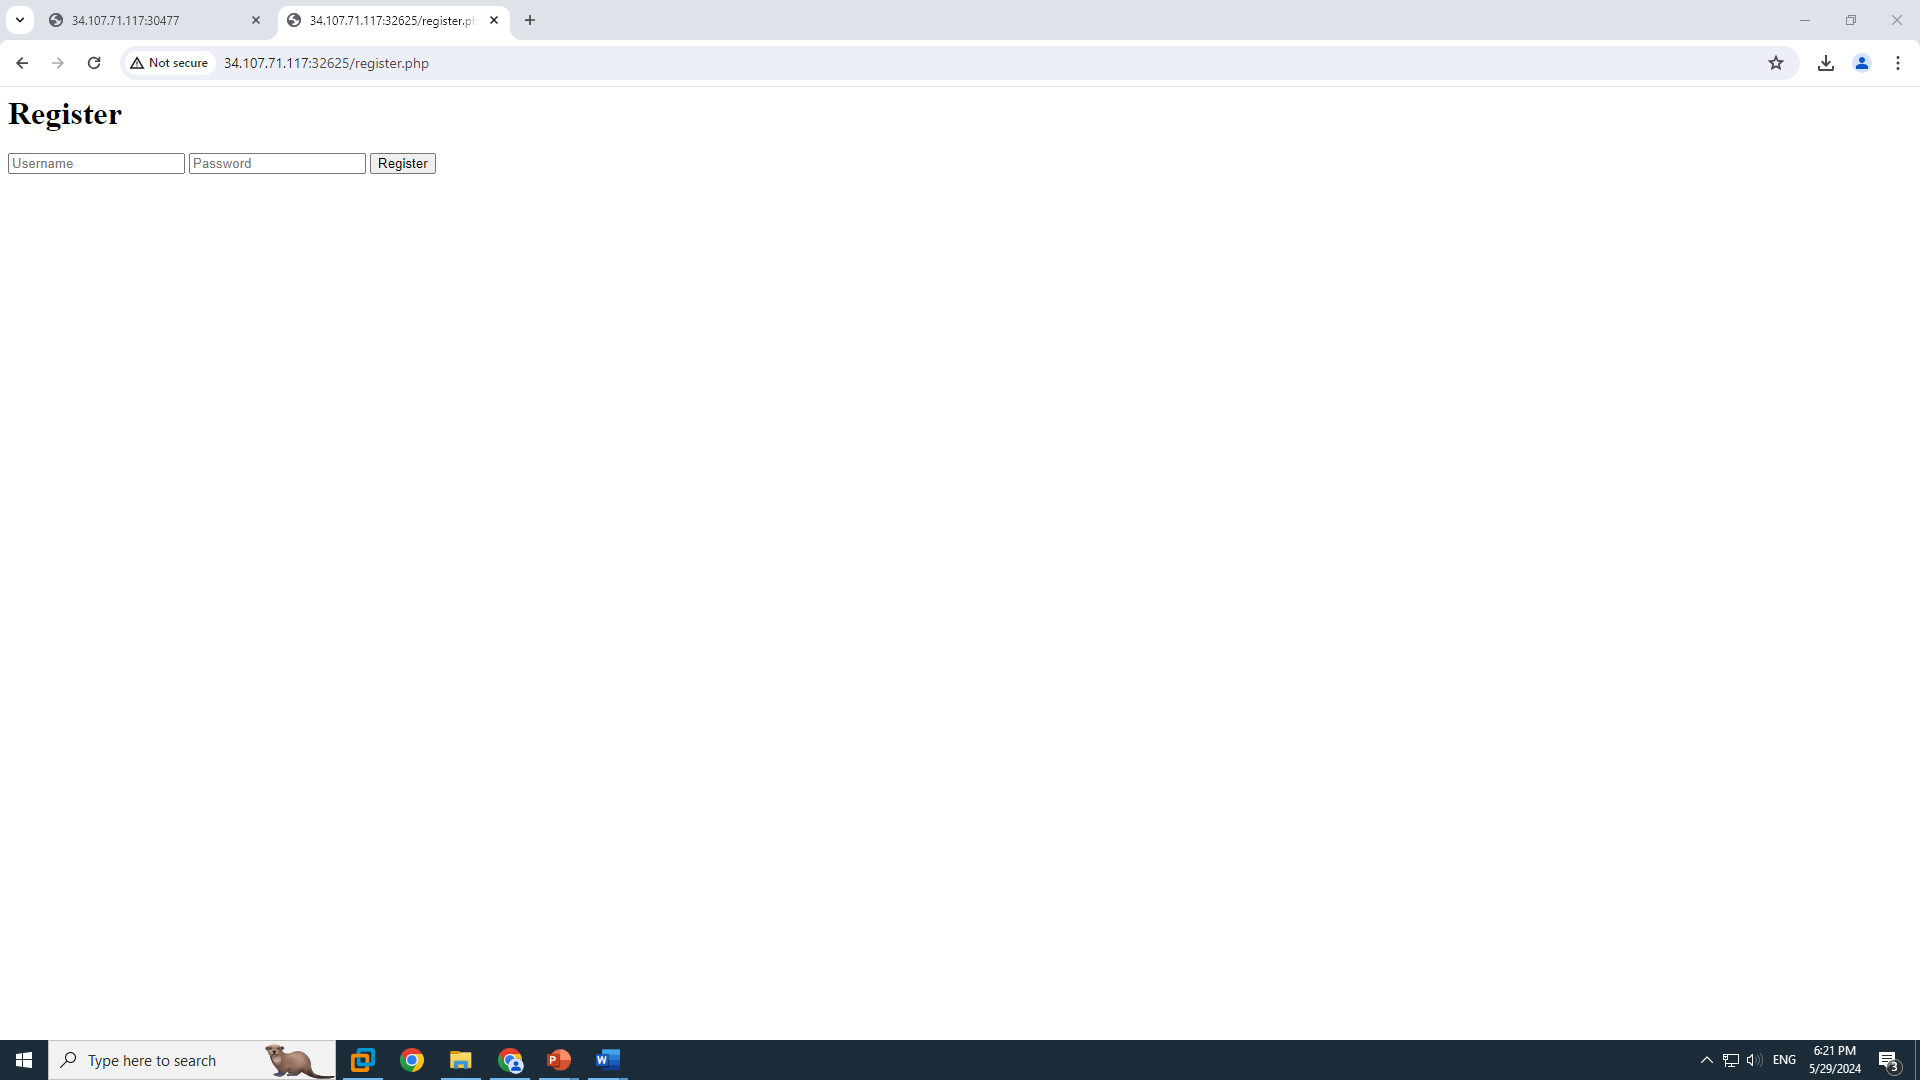 34.107.71.117:30477
34.107.71.117:32625/register.ph
Not secure
34.107.71.117:32625/register.php
Register
Username
Password
Register
Type here to search
ENG
6:21 PM
5/29/2024
3